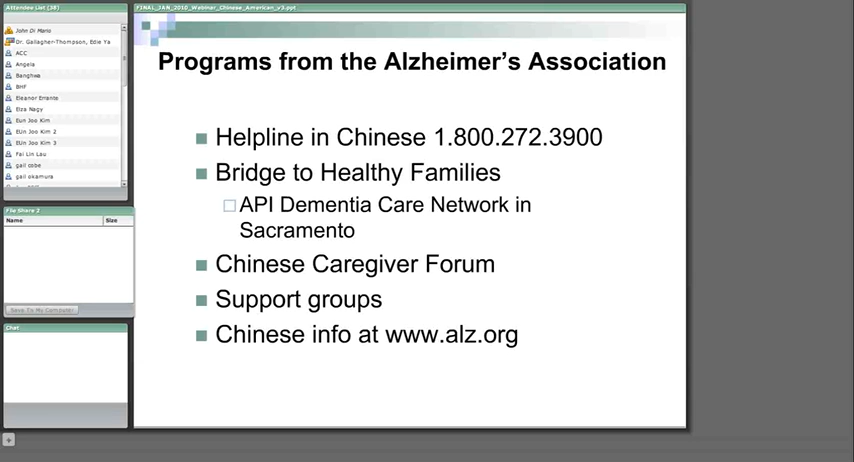 Attendee List (38)
John Di Mario
Dr. Gallagher-Thompson, Edie Ya
ACC
Angela
Banghwa
BHF
Eleanor Errante
Elza Nagy
Eun Joo Kim
EUn Joo Kim 2
EUn Joo Kim 3
Fai Lin Lau
gail cobe
gail okamura
File Share 2
Name Size
Save To My Computer
Chat
FINAL_JAN_2010_Webinar_Chinese_American_v3.ppt
Programs from the Alzheimer's Association
Helpline in Chinese 1.800.272.3900
Bridge to Healthy Families
API Dementia Care Network in
Sacramento
Chinese Caregiver Forum
Support groups
Chinese info at www.alz.org